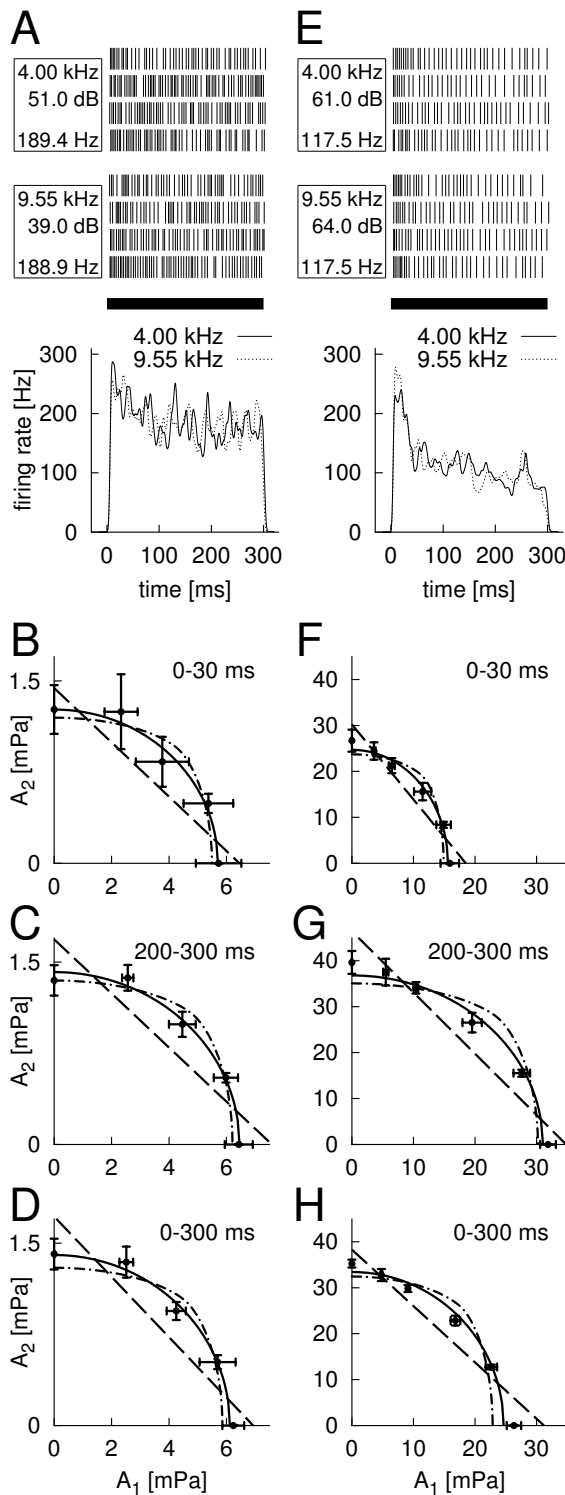 A
4.00 kHz
51.0 dB
189.4 Hz
9.55 kHz
39.0 dB
188.9 Hz
4.00 kHz
9.55 kHz
300
200
100
0
firing rate [Hz]
0 100 200 300
time [ms]
E
4.00 kHz
61.0 dB
117.5 Hz
9.55 kHz
64.0 dB
117.5 Hz
4.00 kHz
9.55 kHz
300
200
100
0
0 100 200 300
time [ms]
B
0-30 ms
1.5
0
A2 [mPa]
0 2 4 6
F
0-30 ms
40
30
20
10
0
0 10 20 30
C
200-300 ms
1.5
0
A2 [mPa]
0 2 4 6
G
200-300 ms
40
30
20
10
0
0 10 20 30
D
0-300 ms
1.5
0
A2 [mPa]
0 2 4 6
A1 [mPa]
H
0-300 ms
40
30
20
10
0
0 10 20 30
A1 [mPa]